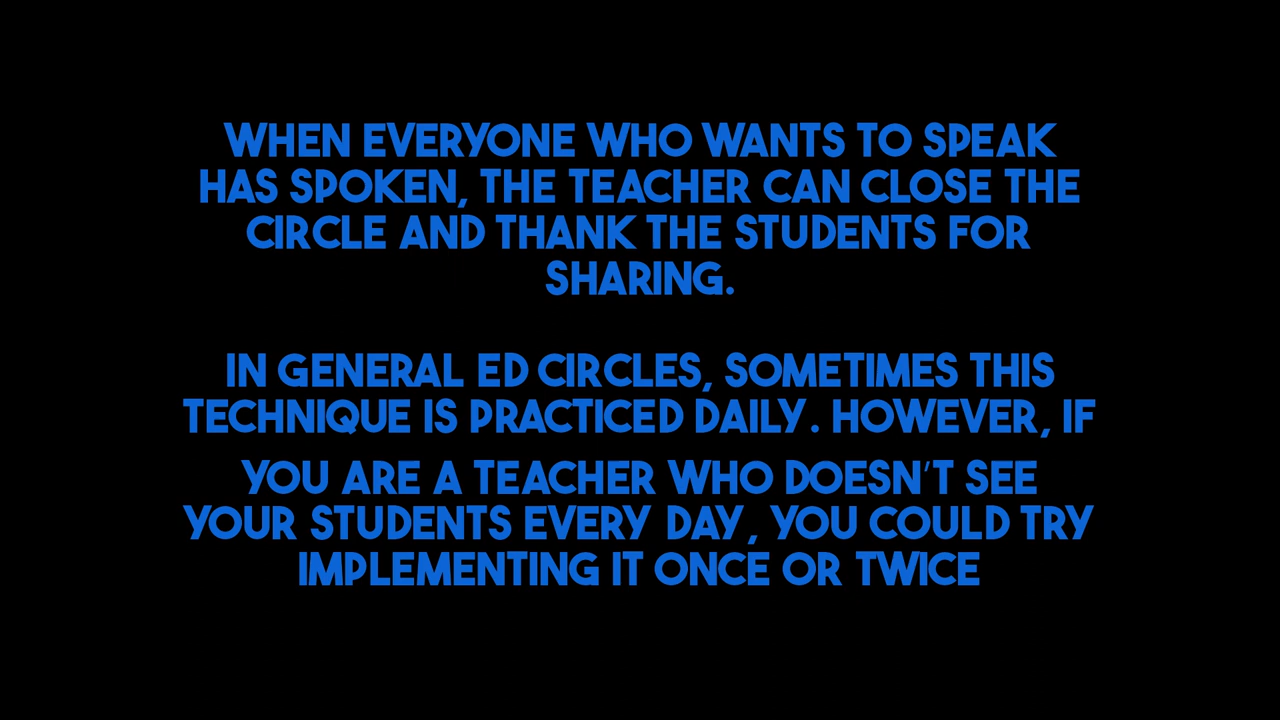 WHEN EVERYONE WHO WANTS TO SPEAK
HAS SPOKEN, THE TEACHER CAN CLOSE THE
CIRCLE AND THANK THE STUDENTS FOR
SHARING.
IN GENERAL ED CIRCLES, SOMETIMES THIS
TECHNIQUE IS PRACTICED DAILY. HOWEVER, IF
YOU ARE A TEACHER WHO DOESN'T SEE
YOUR STUDENTS EVERY DAY, YOU COULD TRY
IMPLEMENTING IT ONCE OR TWICE